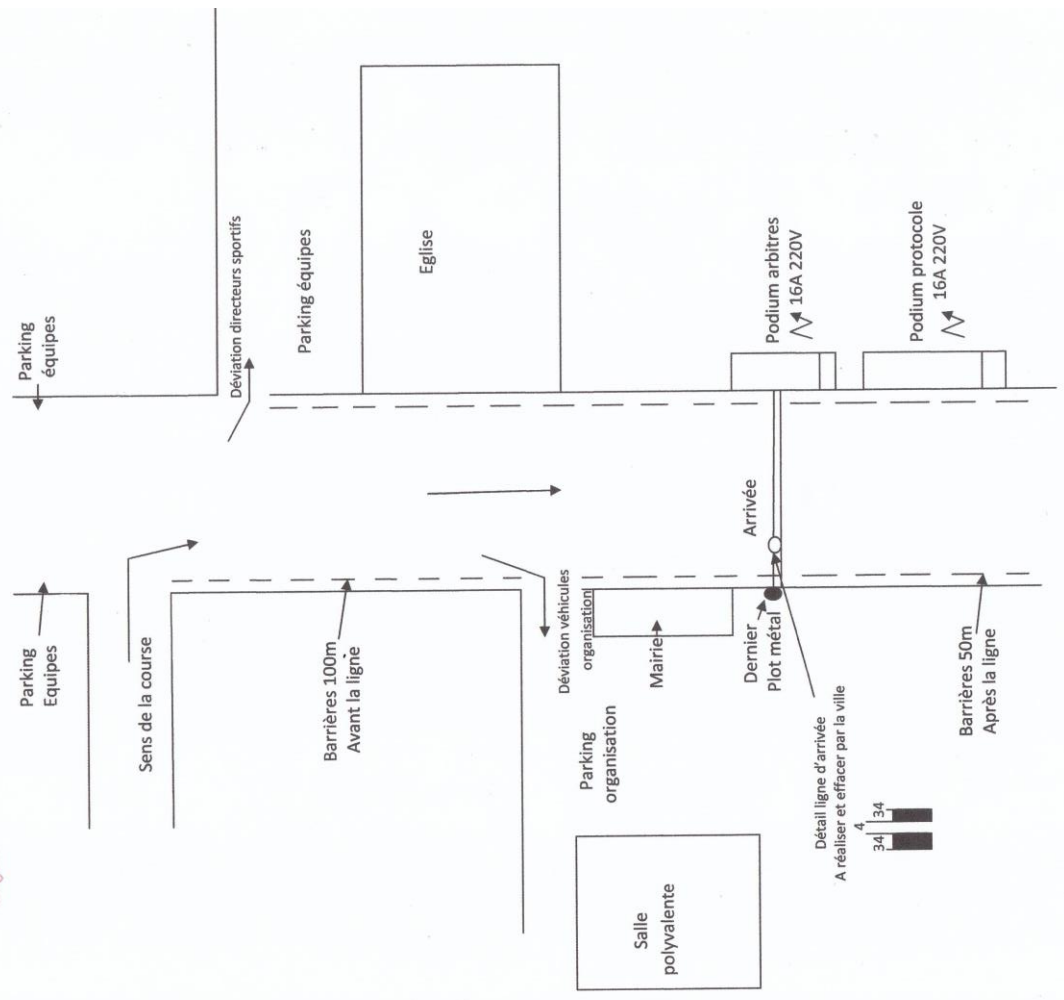 Parking
équipes
Déviation directeurs sportifs
Parking équipes
Eglise
Podium arbitres
16A 220V
Podium protocole
16A 220V
Parking
Equipes
Sens de la course
Barrières 100m
Avant la ligne
Déviation véhicules
organisation
Mairie
Arrivée
Dernier
Plot métal
Parking
organisation
Salle
polyvalente
Détail ligne d'arrivée
A réaliser et effacer par la ville
34
4
34
Barrières 50m
Après la ligne